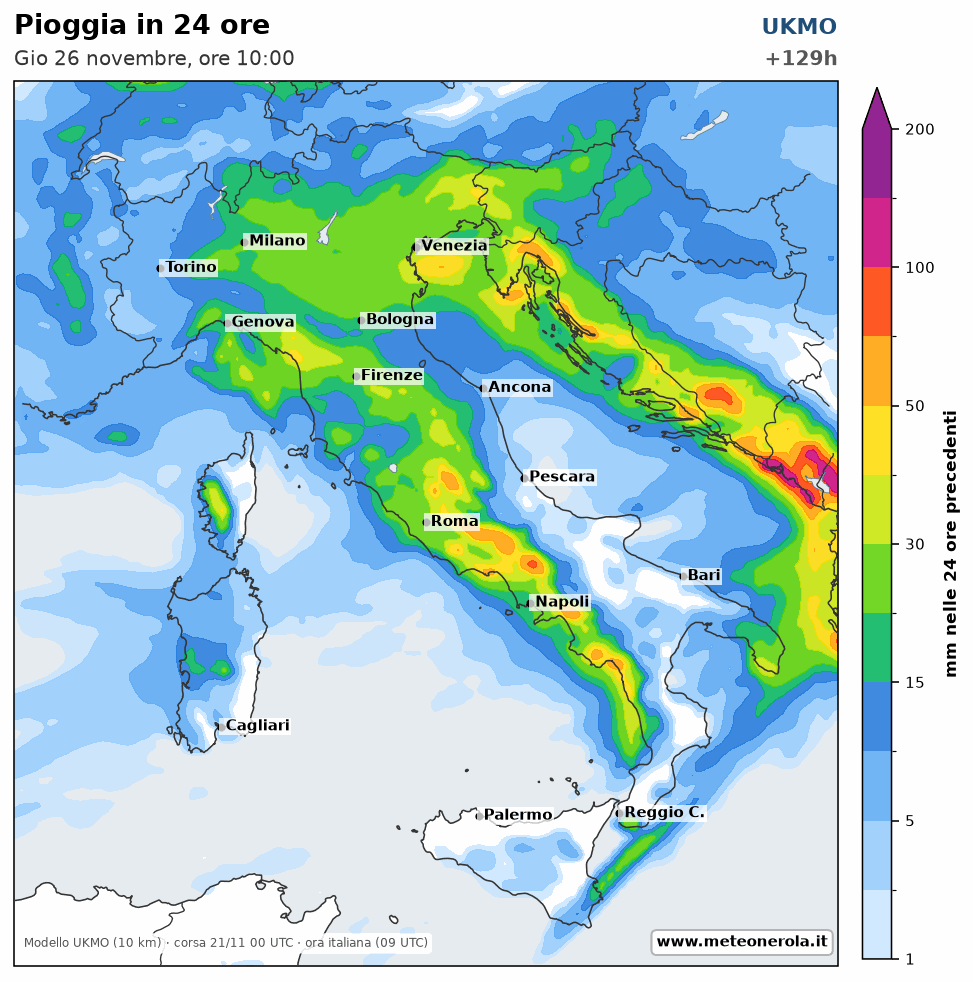 Pioggia in 24 ore
UKMO
Gio 26 novembre, ore 10:00
+129h
200
100
50
30
15
5
1
mm nelle 24 ore precedenti
Milano
Venezia
Torino
Genova
Bologna
Firenze
Ancona
Pescara
Roma
Bari
Napoli
Cagliari
Palermo
Reggio C.
Modello UKMO (10 km) · corsa 21/11 00 UTC · ora italiana (09 UTC)
www.meteonerola.it